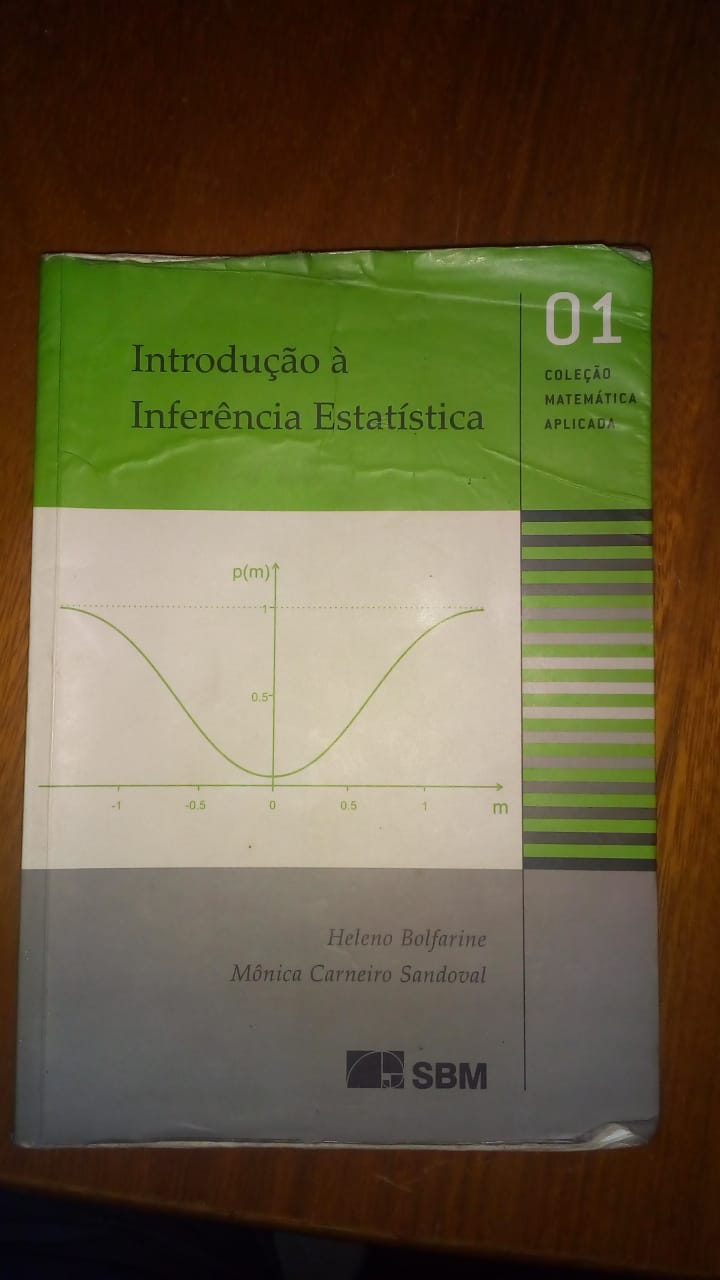 01
COLEÇÃO
MATEMÁTICA
APLICADA
Introdução à
Inferência Estatística
p(m)
1
0.5
-1 -0.5 0 0.5 1
m
Heleno Bolfarine
Mônica Carneiro Sandoval
SBM